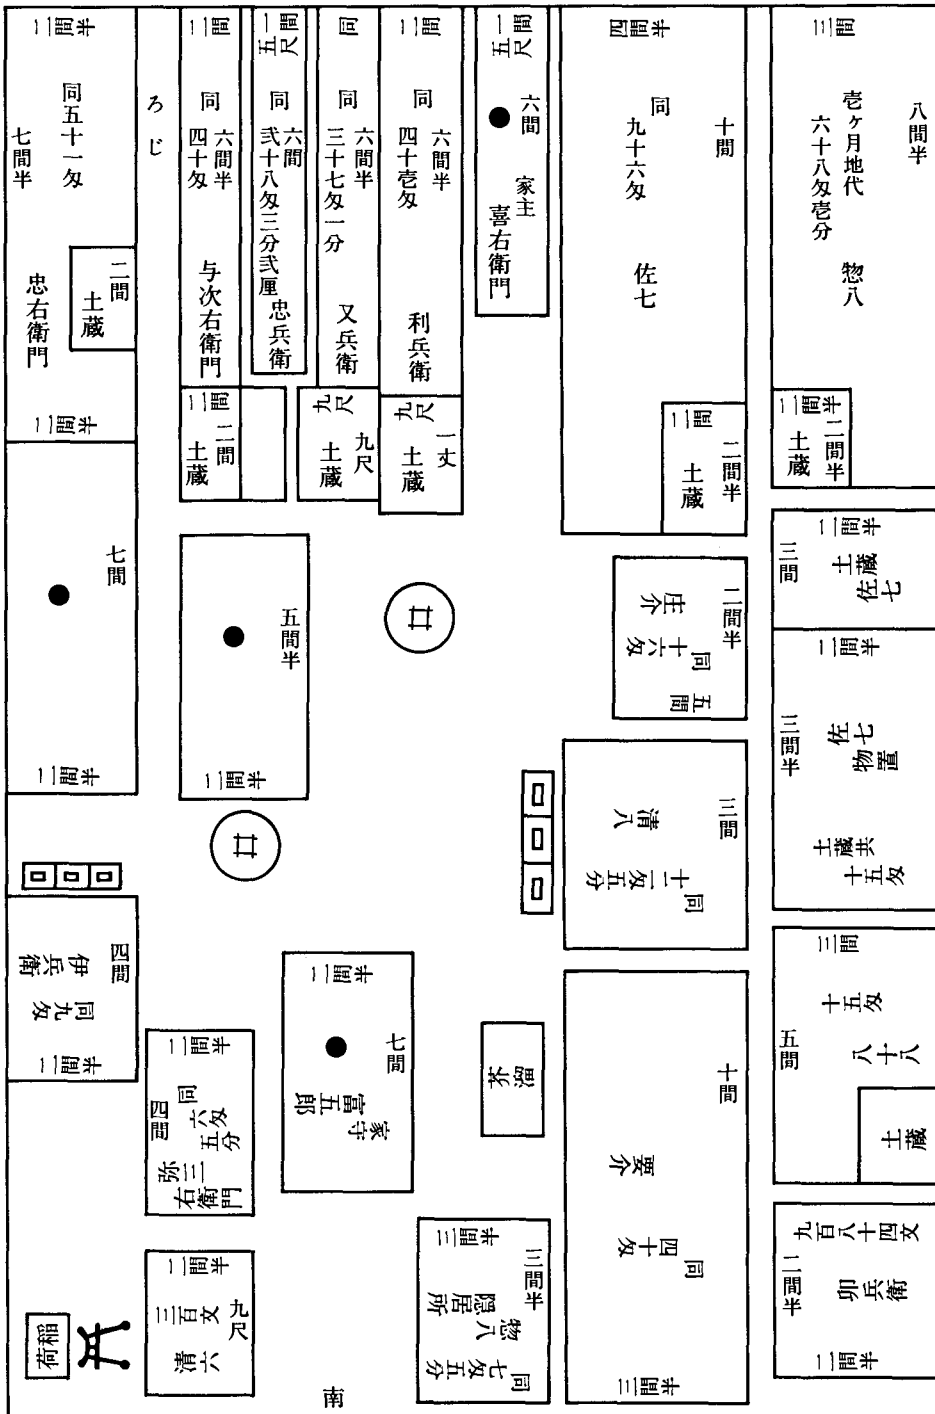 八間半
三間
壱ヶ月地代
六十八匁壱分
惣八
二間半
二間半
土蔵
十間
四間半
同
九十六匁
佐七
二間半
二間
土蔵
一間
五尺
六間
家主
喜右衛門
二間
六間半
同
四十壱匁
利兵衛
一丈
九尺
土蔵
同
六間半
同
三十七匁一分
又兵衛
九尺
九尺
土蔵
一間
五尺
六間
同
弐十八匁三分弐厘
忠兵衛
二間
六間半
同
四十匁
与次右衛門
二間
二間
土蔵
ろじ
二間半
同五十一匁
七間半
二間
土蔵
忠右衛門
二間半
二間半
三間
土蔵
佐七
二間半
三間半
佐七
物置
土蔵共
十五匁
二間半
庄介
同
十六匁
五間
三間
清八
同
十二匁五分
五間半
二間半
七間
二間半
三間
五間
十五匁
八十八
土蔵
十間
要介
同
四十匁
三間半
芥溜
二間半
七間
家守
富五郎
四間
伊兵衛
同九匁
二間半
二間半
四間
同
六匁
五分
弥三
右衛門
九百八十四文
卯兵衛
二間半
二間半
三間半
三間半
惣八
隠居所
同
七匁五分
二間半
九尺
三百文
清六
稲荷
南